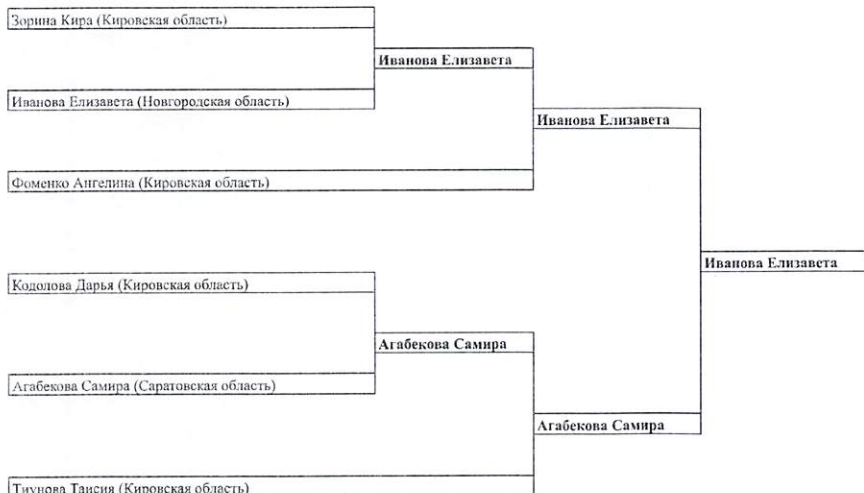 Зорина Кира (Кировская область)
Иванова Елизавета
Иванова Елизавета (Новгородская область)
Иванова Елизавета
Фоменко Ангелина (Кировская область)
Иванова Елизавета
Кодолова Дарья (Кировская область)
Агабекова Самира
Агабекова Самира (Саратовская область)
Агабекова Самира
Тиунова Таисия (Кировская область)